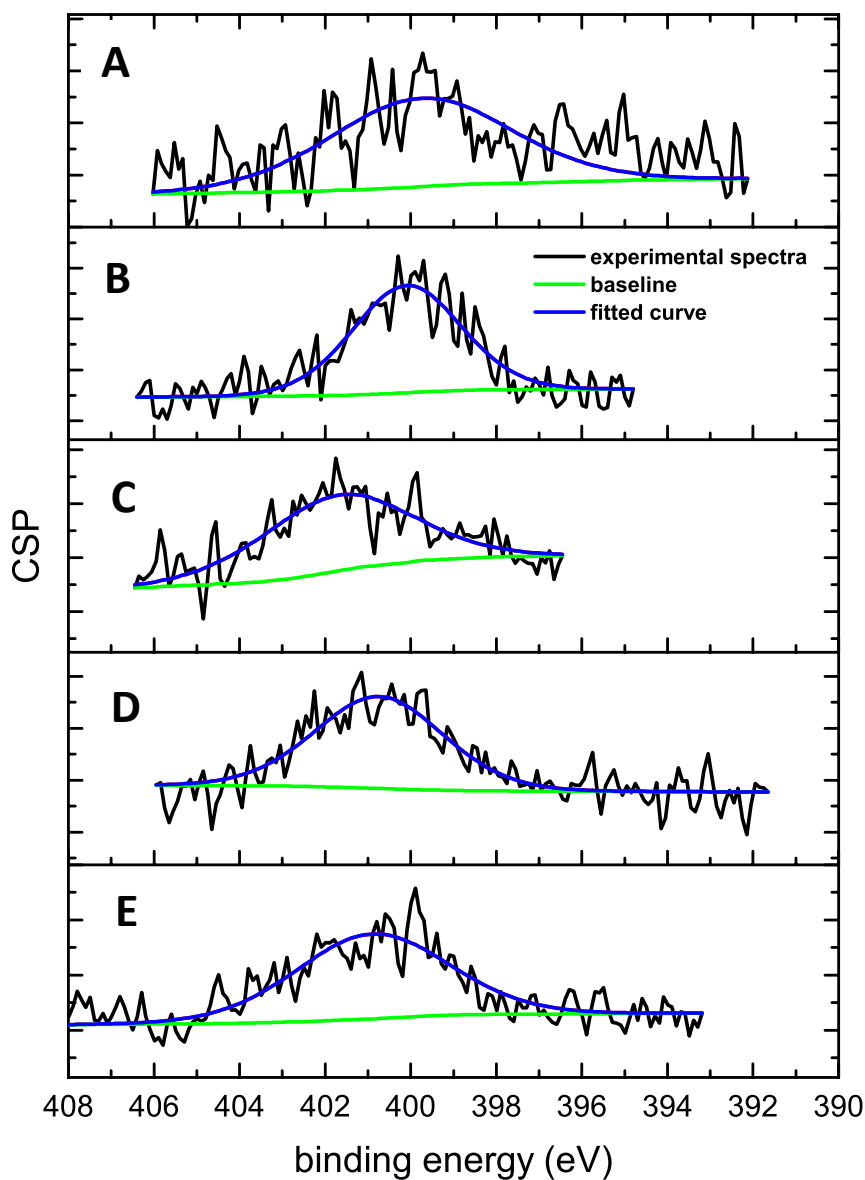 A
B
experimental spectra
baseline
fitted curve
C
CSP
D
E
408 406 404 402 400 398 396 394 392 390
binding energy (eV)